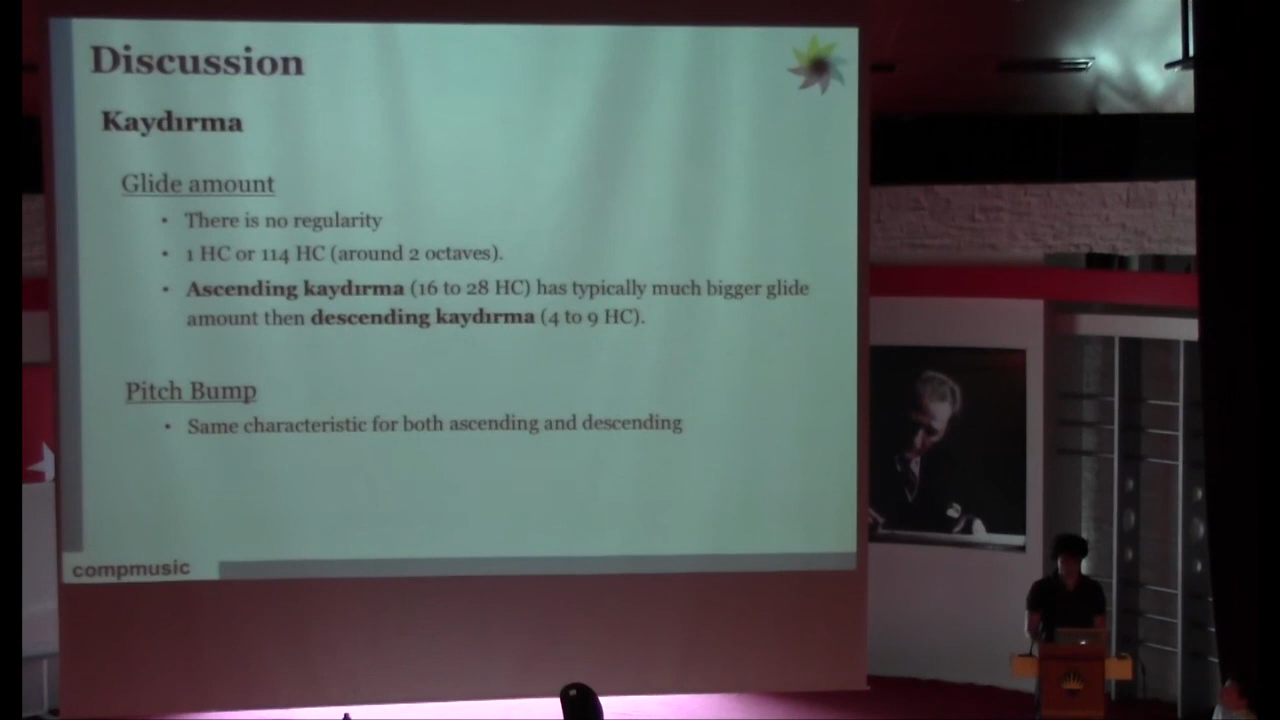 Discussion
Kaydırma
Glide amount
• There is no regularity
• 1 HC or 114 HC (around 2 octaves).
• Ascending kaydırma (16 to 28 HC) has typically much bigger glide
amount then descending kaydırma (4 to 9 HC).
Pitch Bump
• Same characteristic for both ascending and descending
compmusic